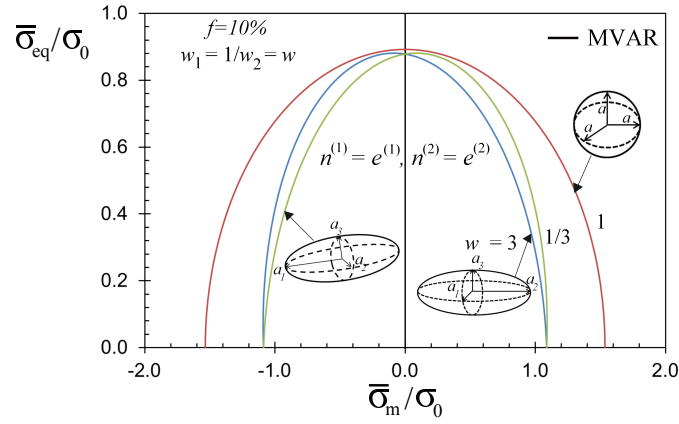 σ̅eq/σ0
f=10%
w1 = 1/w2 = w
MVAR
1.0
0.8
0.6
0.4
0.2
0.0
a
a
a
n(1) = e(1), n(2) = e(2)
w = 3
1/3
1
a3
a1
a2
a3
a1
a2
-2.0
-1.0
0.0
1.0
2.0
σ̅m/σ0